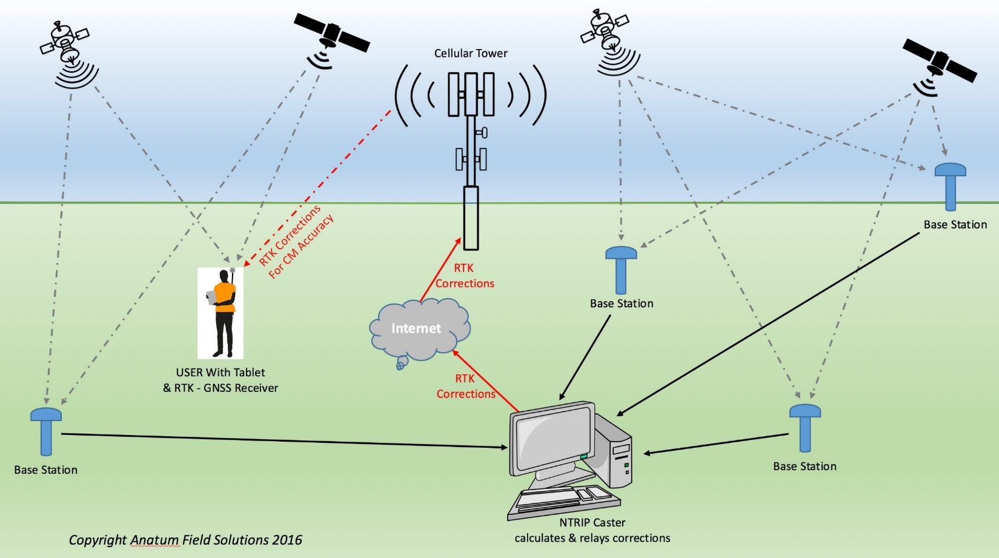 Cellular Tower
Base Station
RTK Corrections
For CM Accuracy
RTK
Corrections
Base Station
Internet
USER With Tablet
& RTK - GNSS Receiver
RTK
Corrections
Base Station
Base Station
NTRIP Caster
calculates & relays corrections
Copyright Anatum Field Solutions 2016